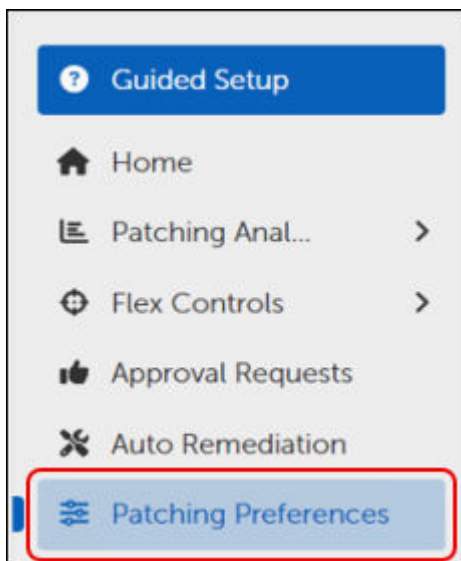 Guided Setup
Home
Patching Anal...
Flex Controls
Approval Requests
Auto Remediation
Patching Preferences